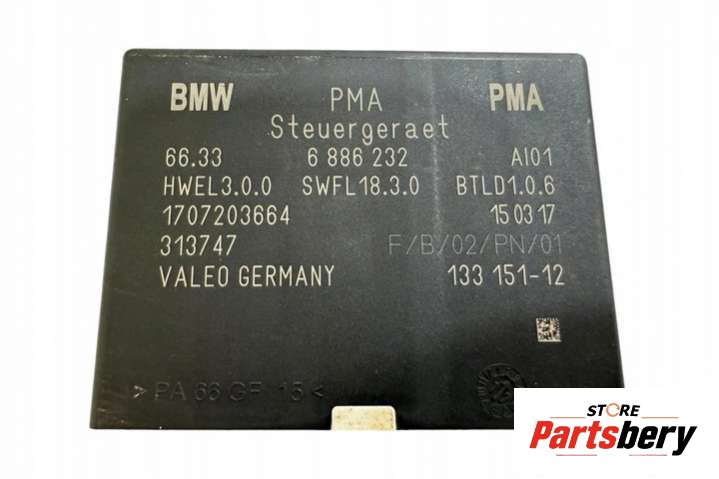 BMW PMA PMA
Steuergeraet
66.33 6 886 232 AI01
HWEL3.0.0 SWFL18.3.0 BTLD1.0.6
1707203664 15 03 17
313747 F/B/02/PN/01
VALEO GERMANY 133 151-12
>PA 66 GF 15<
STORE
Partsbery